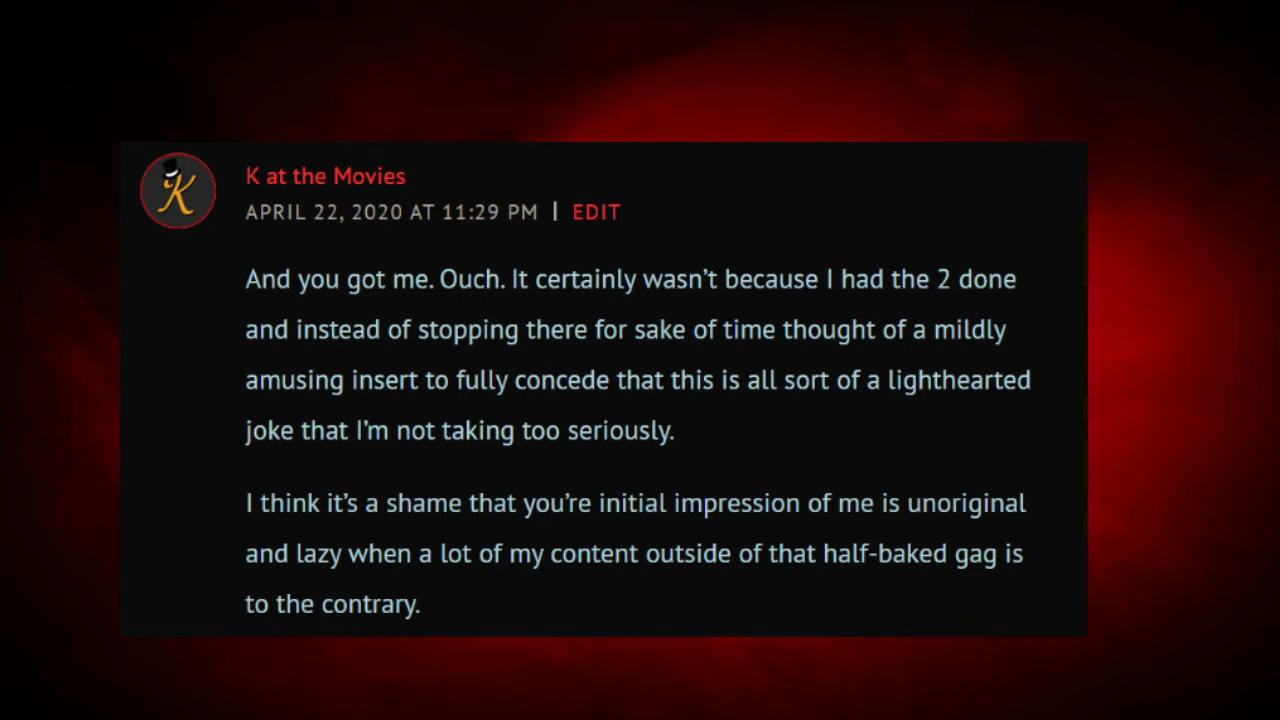 K
K at the Movies
APRIL 22, 2020 AT 11:29 PM | EDIT
And you got me. Ouch. It certainly wasn't because I had the 2 done
and instead of stopping there for sake of time thought of a mildly
amusing insert to fully concede that this is all sort of a lighthearted
joke that I'm not taking too seriously.
I think it's a shame that you're initial impression of me is unoriginal
and lazy when a lot of my content outside of that half-baked gag is
to the contrary.